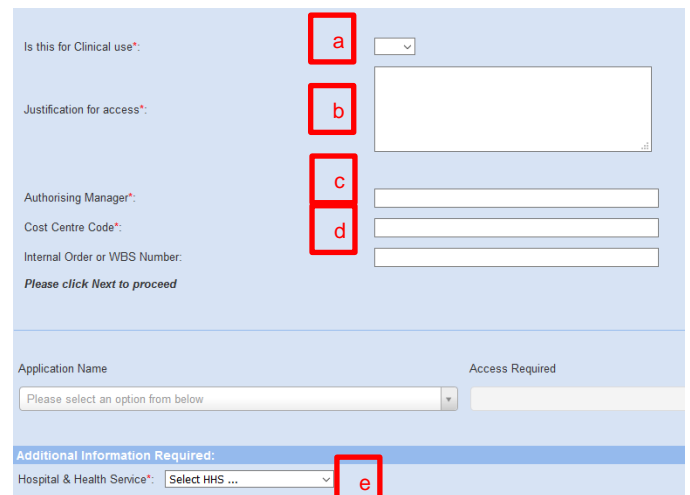 Is this for Clinical use*: a
Justification for access*: b
c
Authorising Manager*:
Cost Centre Code*: d
Internal Order or WBS Number:
Please click Next to proceed
Application Name Access Required
Please select an option from below
Additional Information Required:
Hospital & Health Service*: Select HHS ... e